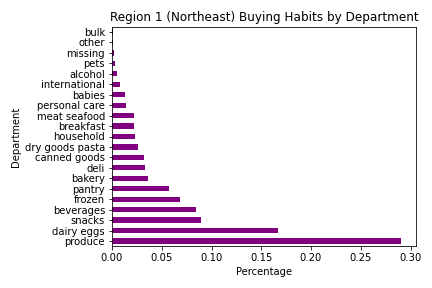 Region 1 (Northeast) Buying Habits by Department
bulk
other
missing
pets
alcohol
international
babies
personal care
meat seafood
breakfast
household
dry goods pasta
canned goods
deli
bakery
pantry
frozen
beverages
snacks
dairy eggs
produce
Department
0.00 0.05 0.10 0.15 0.20 0.25 0.30
Percentage